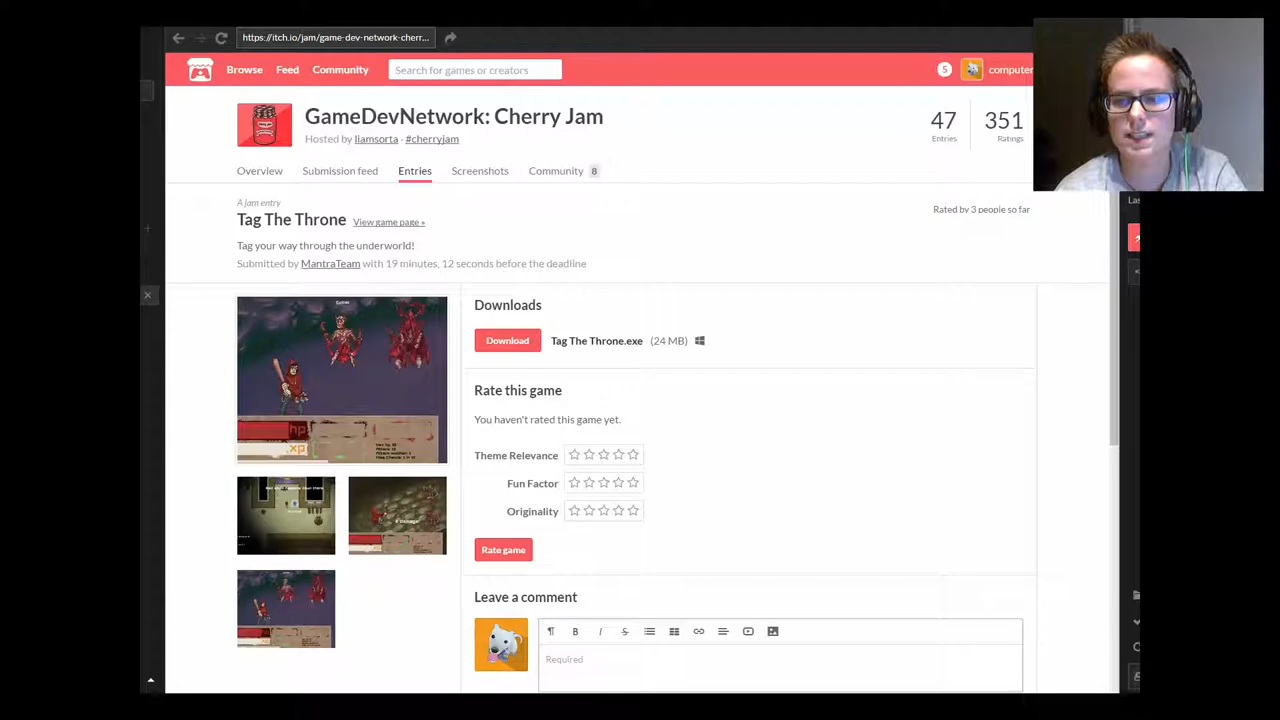 https://itch.io/jam/game-dev-network-cherr...
Browse Feed Community Search for games or creators 5 computer
GameDevNetwork: Cherry Jam
Hosted by liamsorta · #cherryjam
47 Entries
351 Ratings
Overview Submission feed Entries Screenshots Community 8
A jam entry
Tag The Throne View game page »
Rated by 3 people so far
Tag your way through the underworld!
Submitted by MantraTeam with 19 minutes, 12 seconds before the deadline
Downloads
Download Tag The Throne.exe (24 MB)
Rate this game
You haven't rated this game yet.
Theme Relevance
Fun Factor
Originality
Rate game
Leave a comment
Required
hp
xp